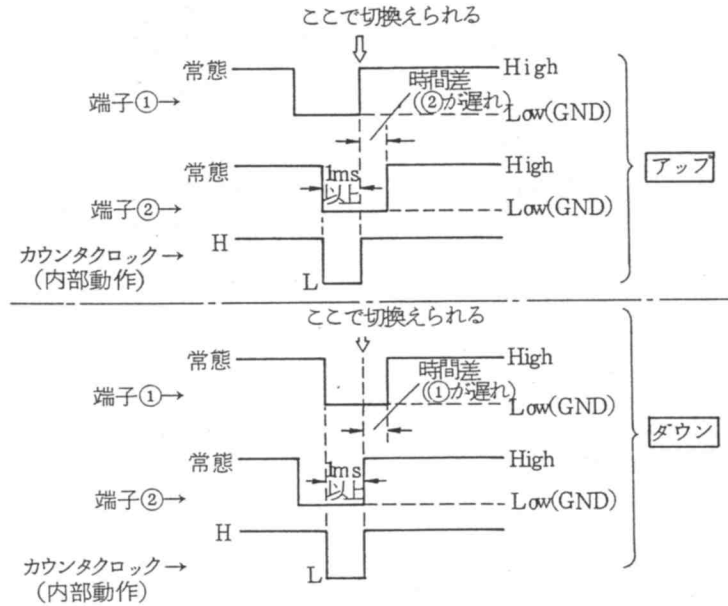 ここで切換えられる
常態
High
時間差
(②が遅れ)
端子①→
Low(GND)
常態
High
1ms
以上
アップ
端子②→
Low(GND)
H
カウンタクロック→
(内部動作)
L
ここで切換えられる
常態
High
時間差
(①が遅れ)
端子①→
Low(GND)
常態
High
1ms
以上
ダウン
端子②→
Low(GND)
H
カウンタクロック→
(内部動作)
L